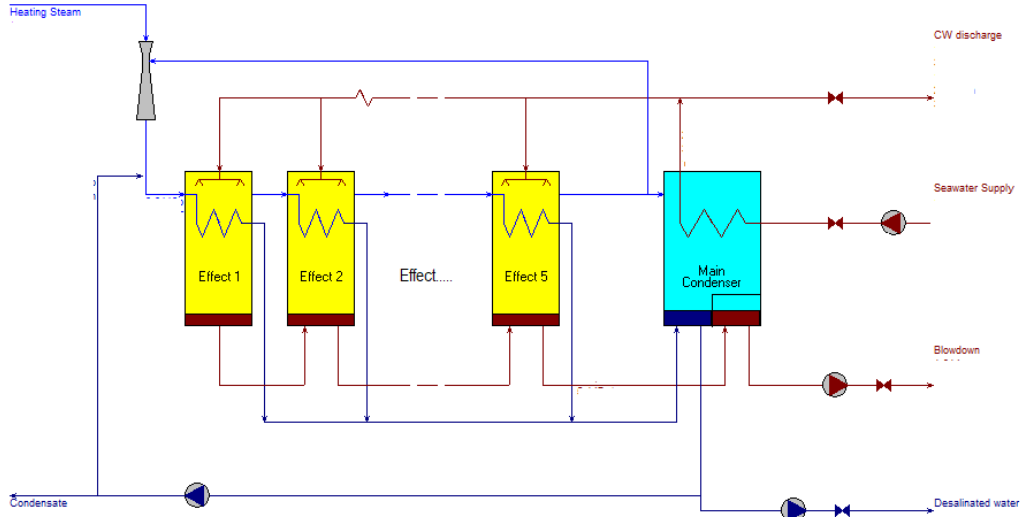 Heating Steam
CW discharge
Seawater Supply
Effect 1
Effect 2
Effect.....
Effect 5
Main
Condenser
Blowdown
Condensate
Desalinated water